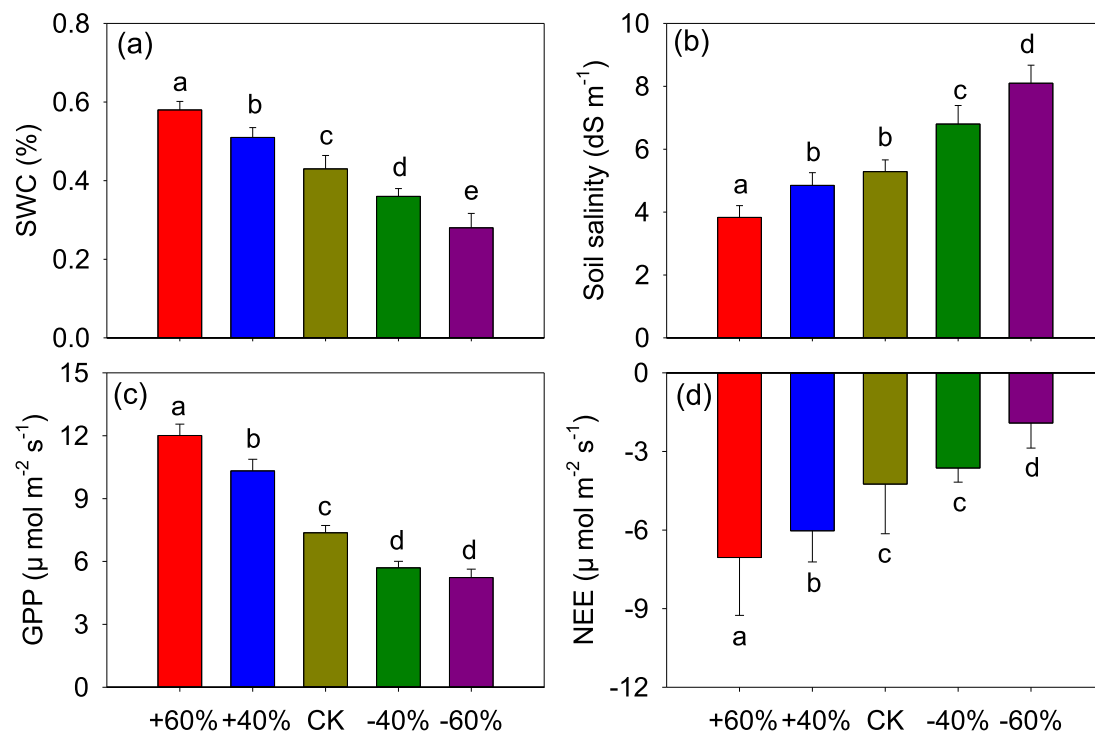 (a)
SWC (%)
0.8
0.6
0.4
0.2
0.0
a
b
c
d
e
(b)
Soil salinity (dS m⁻¹)
10
8
6
4
2
0
a
b
b
c
d
(c)
GPP (μ mol m⁻² s⁻¹)
15
12
9
6
3
0
a
b
c
d
d
+60% +40% CK -40% -60%
(d)
NEE (μ mol m⁻² s⁻¹)
0
-3
-6
-9
-12
a
b
c
c
d
+60% +40% CK -40% -60%